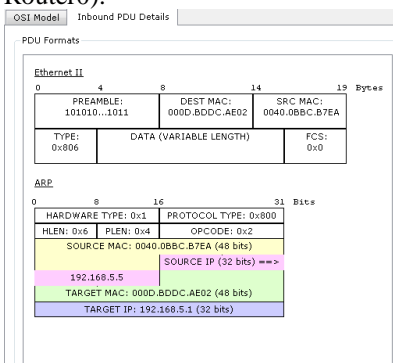 Router0).
OSI Model Inbound PDU Details
PDU Formats
Ethernet II
0 4 8 14 19 Bytes
PREAMBLE: DEST MAC: SRC MAC:
101010...1011 000D.BDDC.AE02 0040.0BBC.B7EA
TYPE: DATA (VARIABLE LENGTH) FCS:
0x806 0x0
ARP
0 8 16 31 Bits
HARDWARE TYPE: 0x1 PROTOCOL TYPE: 0x800
HLEN: 0x6 PLEN: 0x4 OPCODE: 0x2
SOURCE MAC: 0040.0BBC.B7EA (48 bits)
SOURCE IP (32 bits) ==>
192.168.5.5
TARGET MAC: 000D.BDDC.AE02 (48 bits)
TARGET IP: 192.168.5.1 (32 bits)